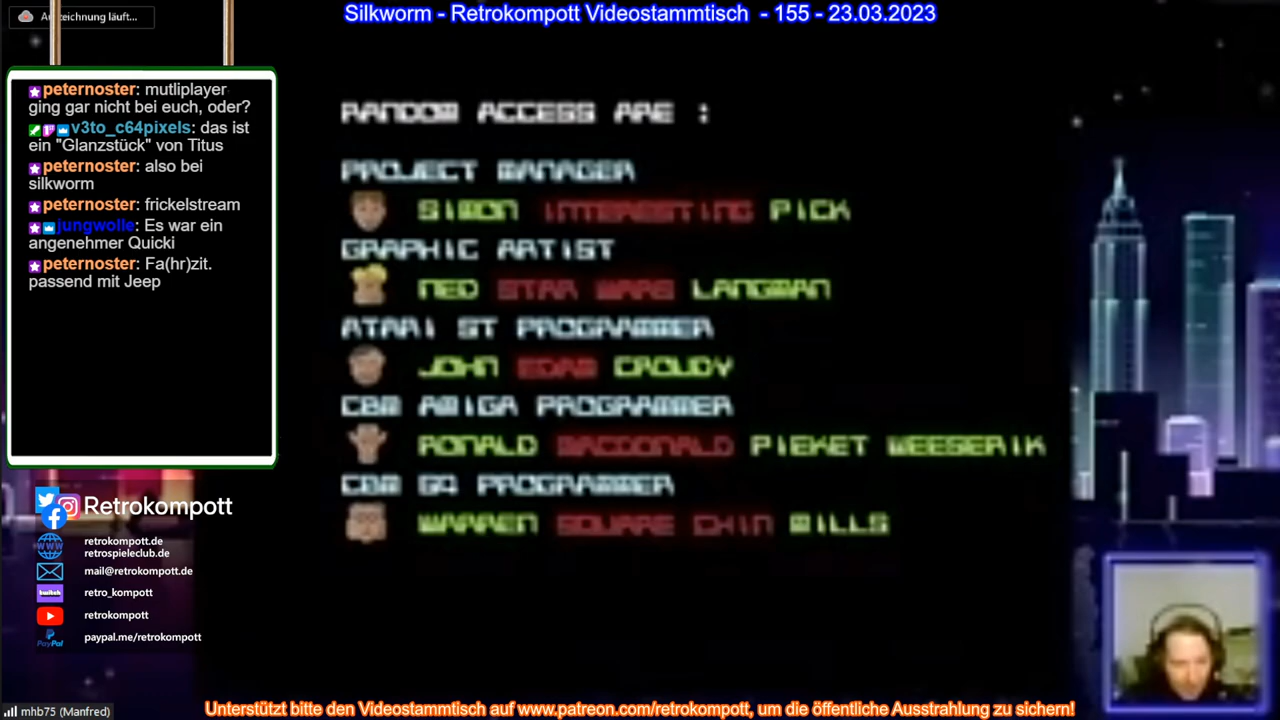 Silkworm - Retrokompott Videostammtisch - 155 - 23.03.2023
Aufzeichnung läuft...
peternoster: mutliplayer
ging gar nicht bei euch, oder?
v3to_c64pixels: das ist
ein "Glanzstück" von Titus
peternoster: also bei
silkworm
peternoster: frickelstream
jungwolle: Es war ein
angenehmer Quicki
peternoster: Fa(hr)zit.
passend mit Jeep
RANDOM ACCESS ARE :
PROJECT MANAGER
SIMON INTERESTING PICK
GRAPHIC ARTIST
NED STAR WARS LANGMAN
ATARI ST PROGRAMMER
JOHN EDAM CROUDY
CBM AMIGA PROGRAMMER
RONALD MACDONALD PIEKET WEESERIK
CBM 64 PROGRAMMER
WARREN SQUARE CHIN MILLS
Retrokompott
retrokompott.de
retrospieleclub.de
mail@retrokompott.de
twitch retro_kompott
retrokompott
PayPal paypal.me/retrokompott
mhb75 (Manfred)
Unterstützt bitte den Videostammtisch auf www.patreon.com/retrokompott, um die öffentliche Ausstrahlung zu sichern!